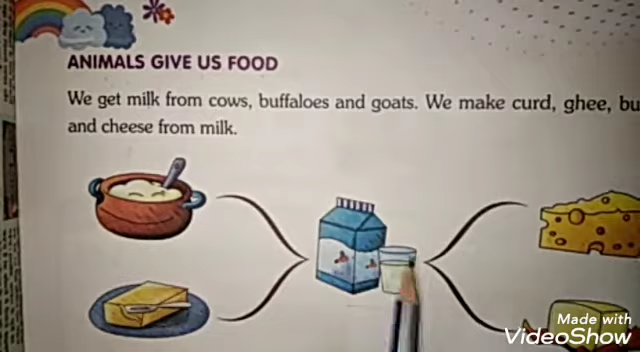 ANIMALS GIVE US FOOD
We get milk from cows, buffaloes and goats. We make curd, ghee, bu
and cheese from milk.
Made with
VideoShow